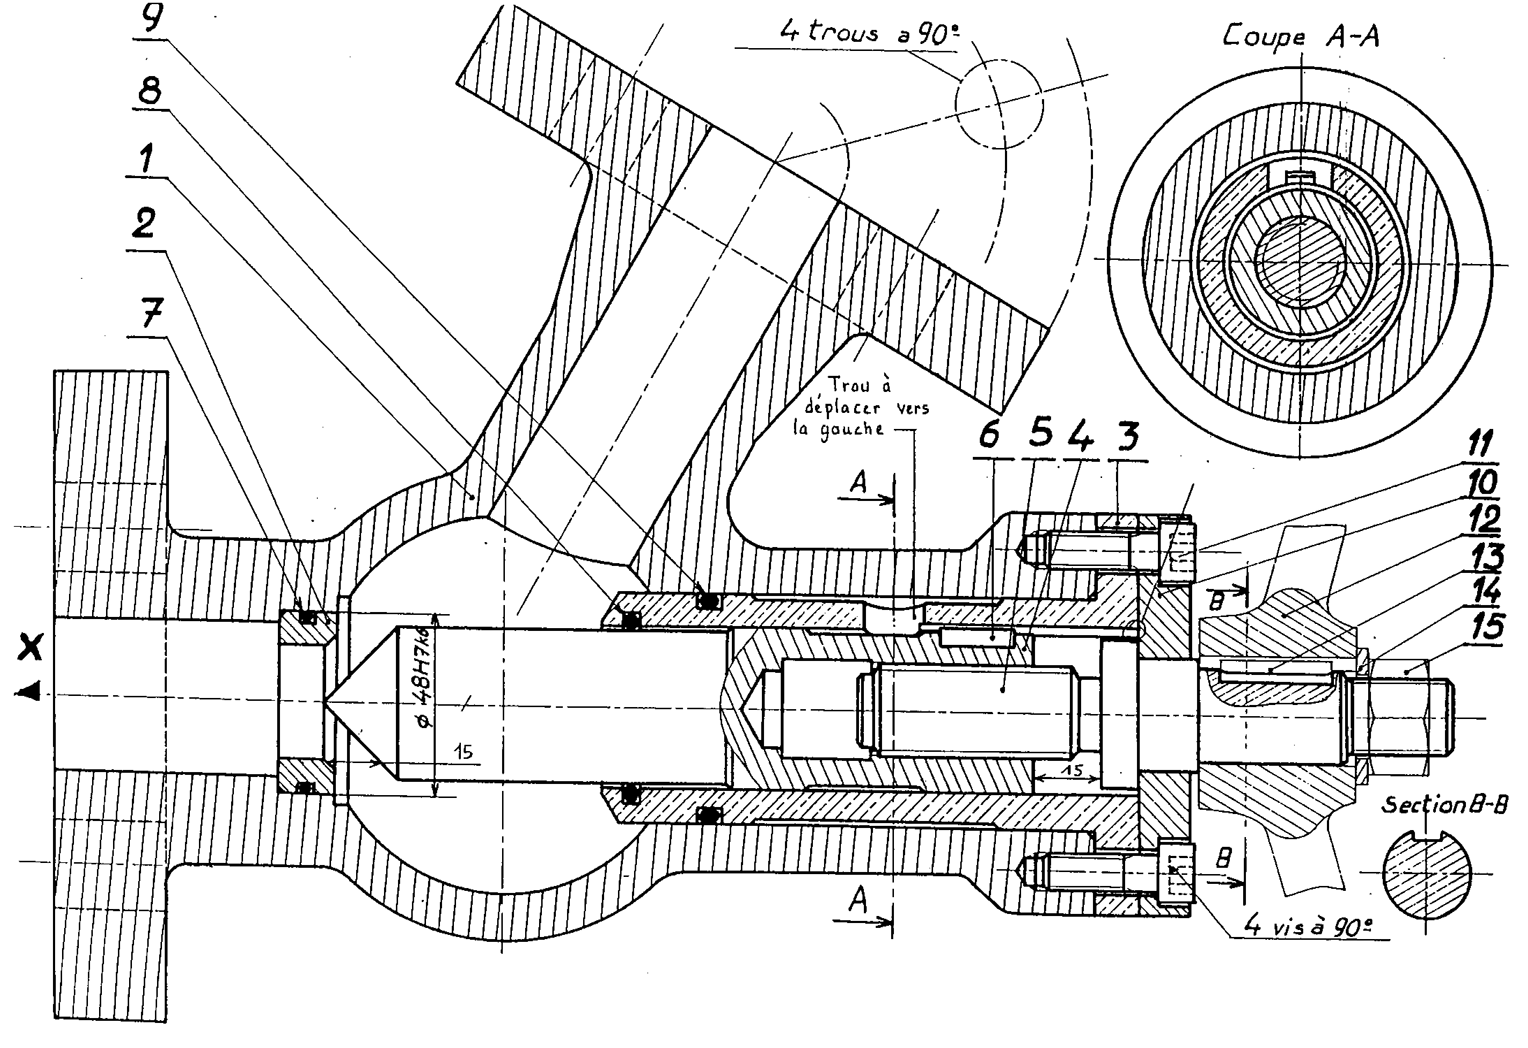 9
4 trous a 90°
Coupe A-A
8
1
2
7
Trou à
déplacer vers
la gauche
6 5 4 3
11
10
12
13
14
15
A
B
X
⌀ 48H7k6
15
15
Section B-B
A
B
4 vis à 90°